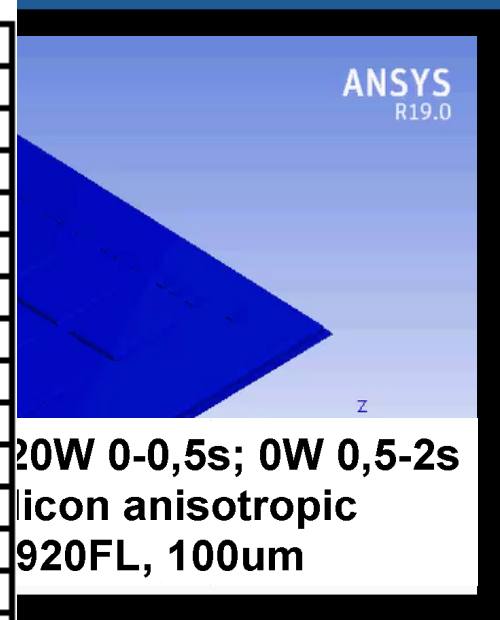 ANSYS
R19.0
Z
20W 0-0,5s; 0W 0,5-2s
licon anisotropic
920FL, 100um